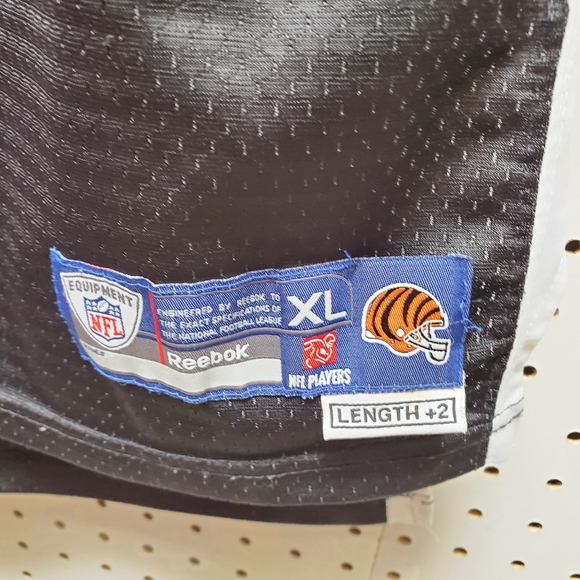 EQUIPMENT
NFL
ENGINEERED BY REEBOK TO
THE EXACT SPECIFICATIONS OF
THE NATIONAL FOOTBALL LEAGUE
Reebok
XL
NFL PLAYERS
LENGTH +2